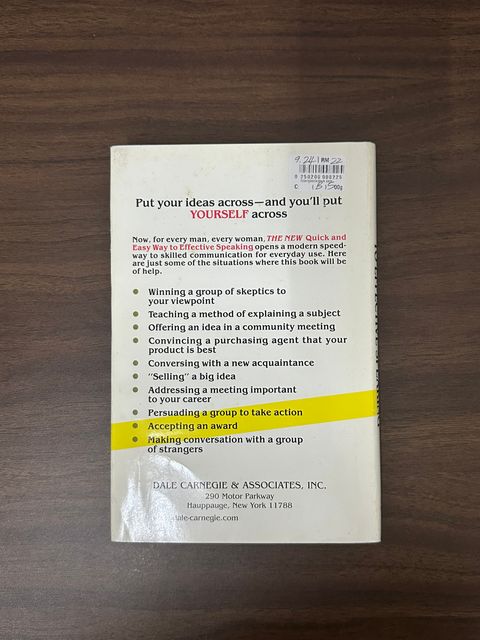 9.24.1 RM 22
Put your ideas across—and you'll put
YOURSELF across
Now, for every man, every woman, THE NEW Quick and
Easy Way to Effective Speaking opens a modern speed-
way to skilled communication for everyday use. Here
are just some of the situations where this book will be
of help.
• Winning a group of skeptics to
your viewpoint
• Teaching a method of explaining a subject
• Offering an idea in a community meeting
• Convincing a purchasing agent that your
product is best
• Conversing with a new acquaintance
• "Selling" a big idea
• Addressing a meeting important
to your career
• Persuading a group to take action
• Accepting an award
• Making conversation with a group
of strangers
DALE CARNEGIE & ASSOCIATES, INC.
290 Motor Parkway
Hauppauge, New York 11788
dale-carnegie.com